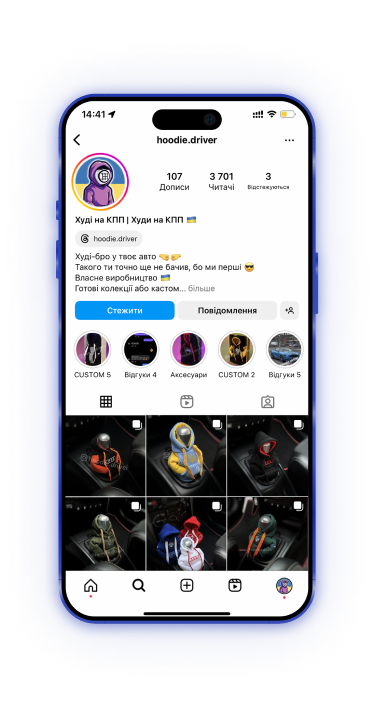 14:41
hoodie.driver
107
3 701
3
Дописи
Читачі
Відстежуються
Худі на КПП | Худи на КПП 🇺🇦
hoodie.driver
Худі-бро у твоє авто 🤜🤛
Такого ти точно ще не бачив, бо ми перші 😎
Власне виробництво 🇺🇦
Готові колекції або кастом... більше
Стежити
Повідомлення
CUSTOM 5
Відгуки 4
Аксесуари
CUSTOM 2
Відгуки 5